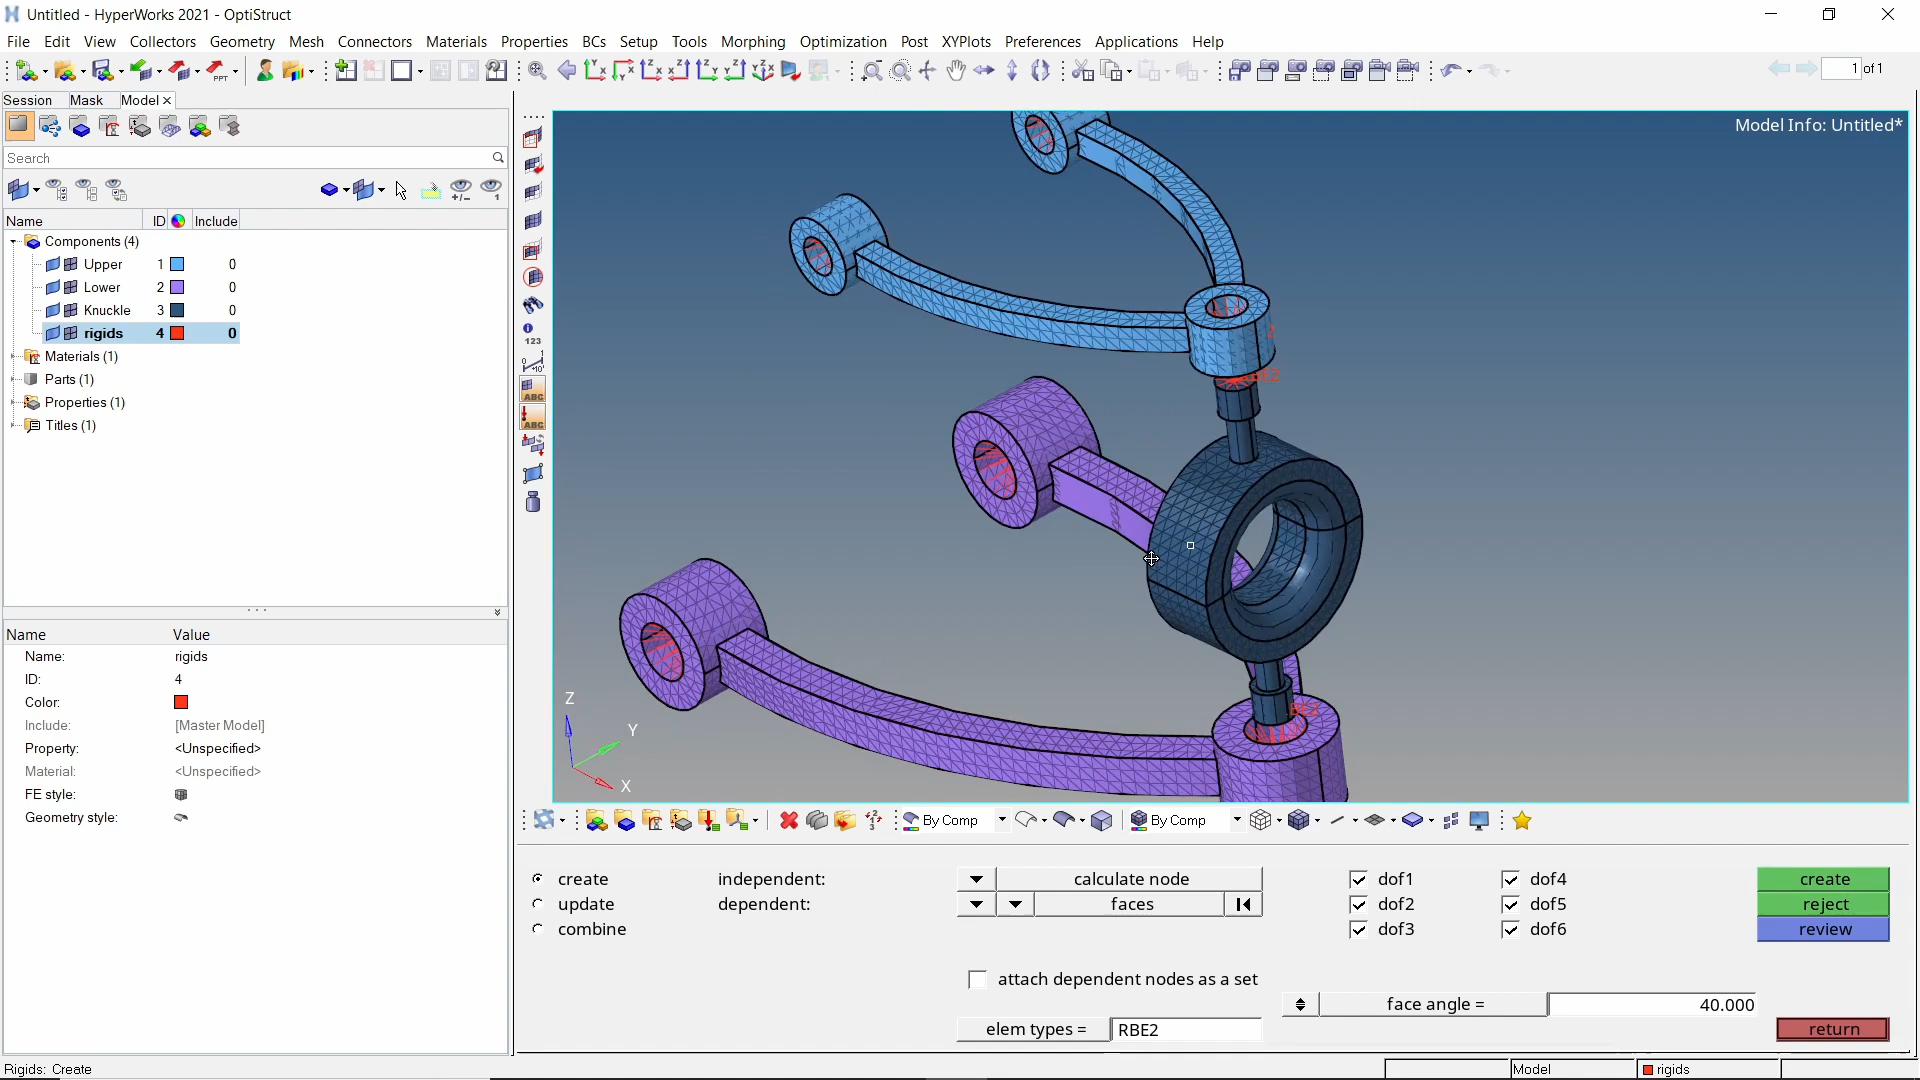 Untitled - HyperWorks 2021 - OptiStruct
File Edit View Collectors Geometry Mesh Connectors Materials Properties BCs Setup Tools Morphing Optimization Post XYPlots Preferences Applications Help
1 of 1
Session Mask Model
Model Info: Untitled*
Search
Name ID Include
Components (4)
Upper 1 0
Lower 2 0
Knuckle 3 0
rigids 4 0
Materials (1)
Parts (1)
Properties (1)
Titles (1)
Name Value
Name: rigids
ID: 4
Color:
Include: [Master Model]
Property: <Unspecified>
Material: <Unspecified>
FE style:
Geometry style:
Z
Y
X
By Comp By Comp
create independent: calculate node dof1 dof4 create
update dependent: faces dof2 dof5 reject
combine dof3 dof6 review
attach dependent nodes as a set
face angle = 40.000
elem types = RBE2 return
Rigids: Create Model rigids